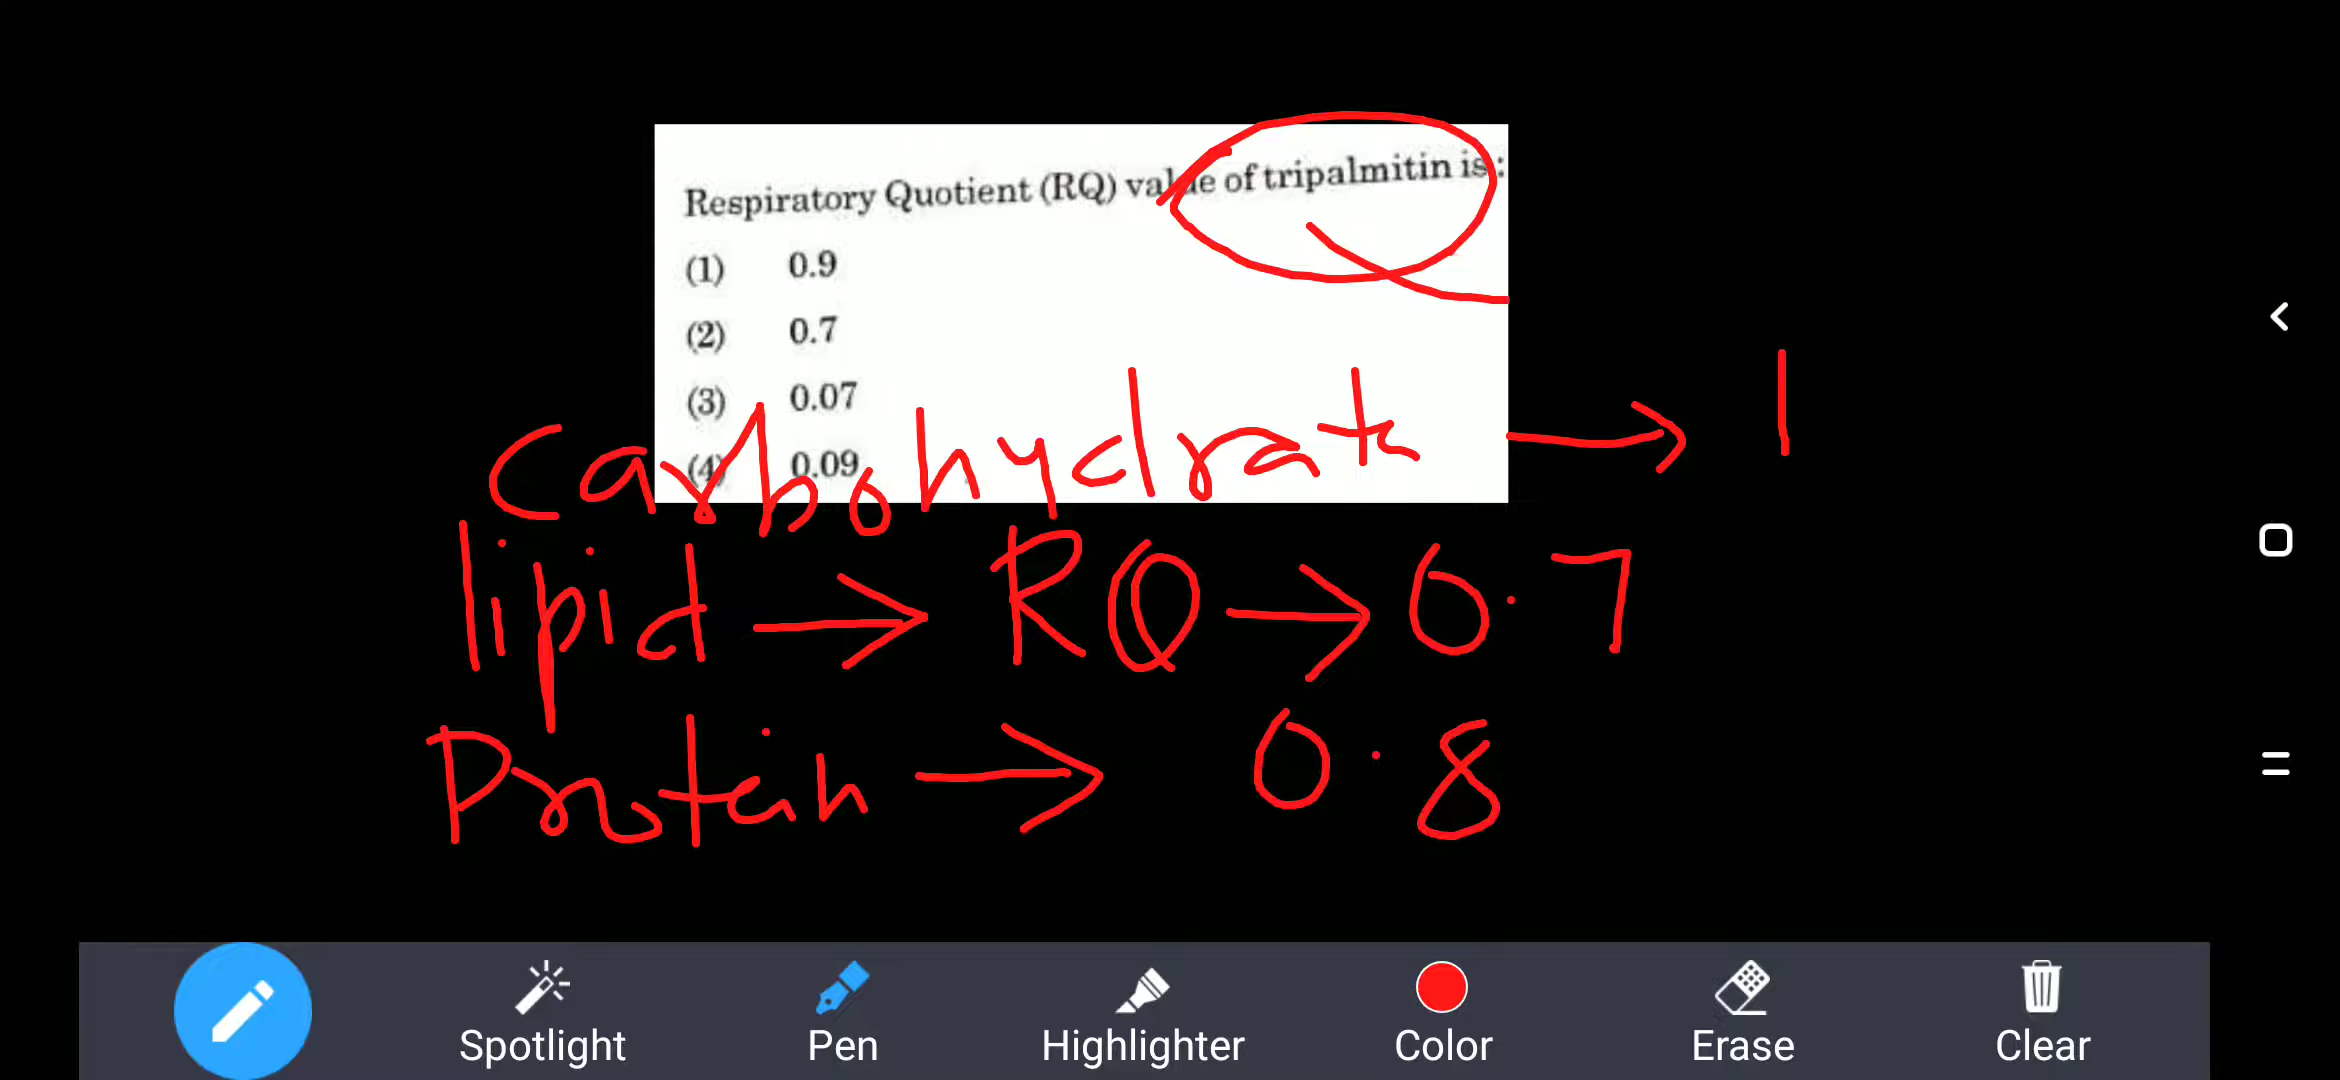 Respiratory Quotient (RQ) value of tripalmitin is :
(1) 0.9
(2) 0.7
(3) 0.07
(4) 0.09
Carbohydrate → 1
lipid → RQ → 0.7
Protein → 0.8
Spotlight Pen Highlighter Color Erase Clear